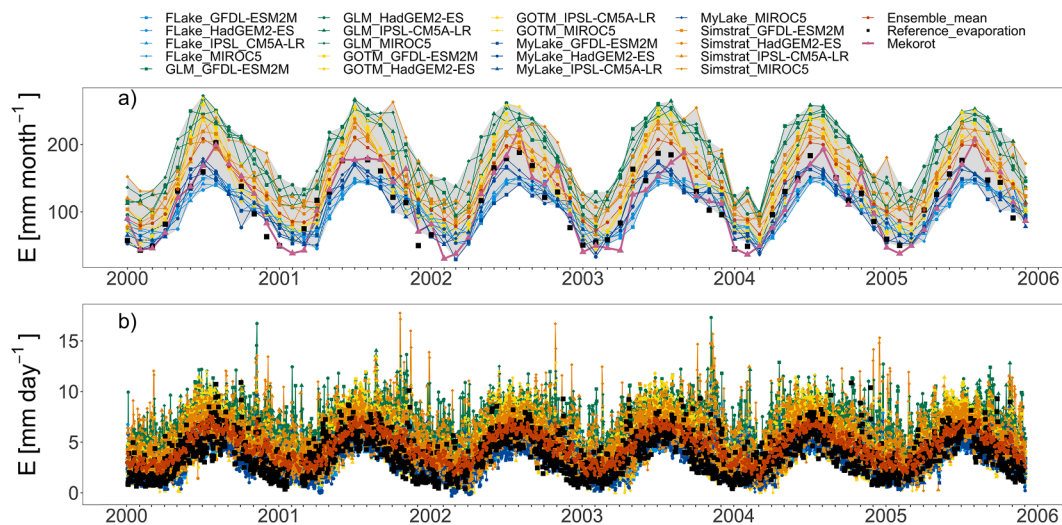 FLake_GFDL-ESM2M GLM_HadGEM2-ES GOTM_IPSL-CM5A-LR MyLake_MIROC5 Ensemble_mean
FLake_HadGEM2-ES GLM_IPSL-CM5A-LR GOTM_MIROC5 Simstrat_GFDL-ESM2M Reference_evaporation
FLake_IPSL_CM5A-LR GLM_MIROC5 MyLake_GFDL-ESM2M Simstrat_HadGEM2-ES Mekorot
FLake_MIROC5 GOTM_GFDL-ESM2M MyLake_HadGEM2-ES Simstrat_IPSL-CM5A-LR
GLM_GFDL-ESM2M GOTM_HadGEM2-ES MyLake_IPSL-CM5A-LR Simstrat_MIROC5
a)
E [mm month⁻¹]
200
100
2000 2001 2002 2003 2004 2005 2006
b)
E [mm day⁻¹]
15
10
5
0
2000 2001 2002 2003 2004 2005 2006